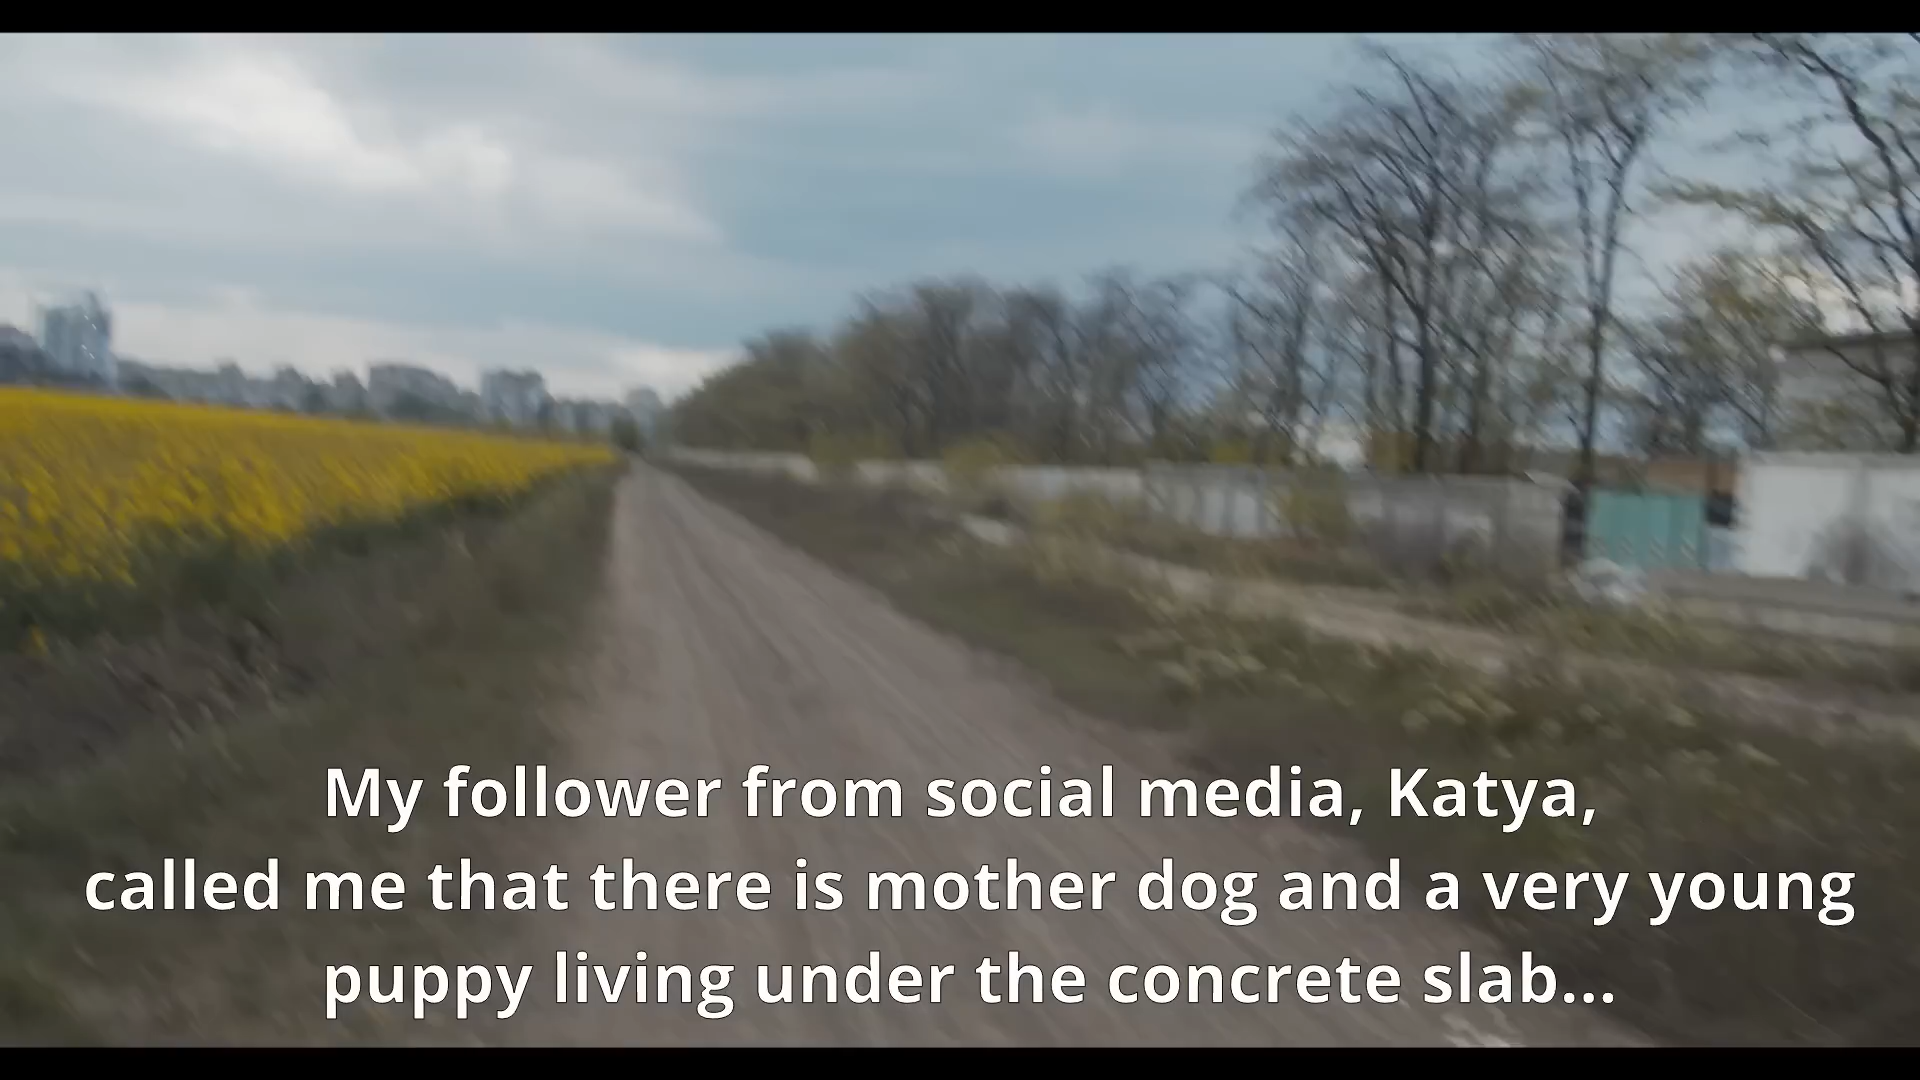 My follower from social media, Katya,
called me that there is mother dog and a very young
puppy living under the concrete slab...